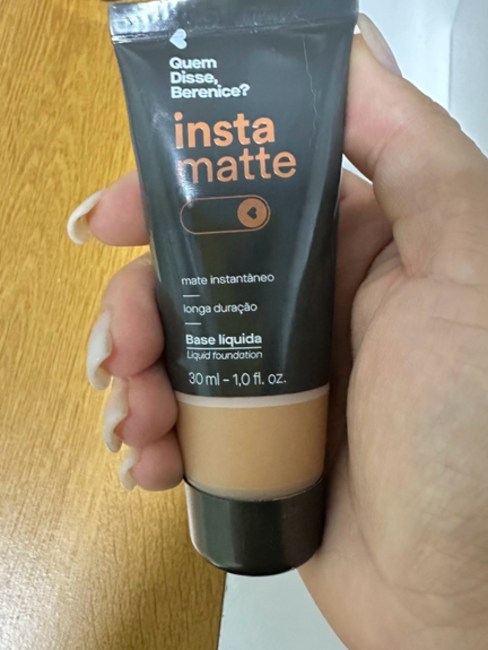 Quem
Disse,
Berenice?
insta
matte
mate instantâneo
longa duração
Base líquida
Liquid foundation
30 ml - 1,0 fl. oz.